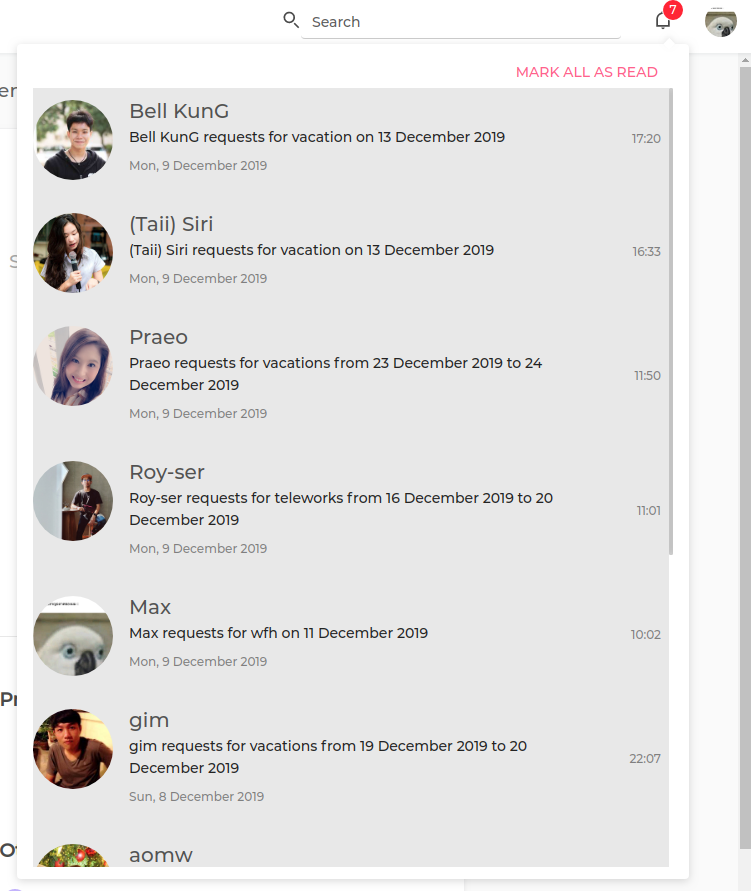 Search
7
er
MARK ALL AS READ
Bell KunG
Bell KunG requests for vacation on 13 December 2019
17:20
Mon, 9 December 2019
(Taii) Siri
(Taii) Siri requests for vacation on 13 December 2019
16:33
Mon, 9 December 2019
S
Praeo
Praeo requests for vacations from 23 December 2019 to 24
December 2019
11:50
Mon, 9 December 2019
Roy-ser
Roy-ser requests for teleworks from 16 December 2019 to 20
December 2019
11:01
Mon, 9 December 2019
Max
Max requests for wfh on 11 December 2019
10:02
Mon, 9 December 2019
Pr
gim
gim requests for vacations from 19 December 2019 to 20
December 2019
22:07
Sun, 8 December 2019
aomw